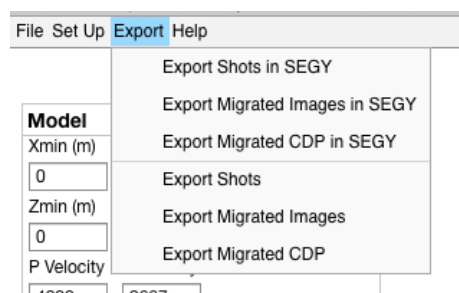 File Set Up Export Help
Export Shots in SEGY
Export Migrated Images in SEGY
Export Migrated CDP in SEGY
Export Shots
Export Migrated Images
Export Migrated CDP
Model
Xmin (m)
0
Zmin (m)
0
P Velocity